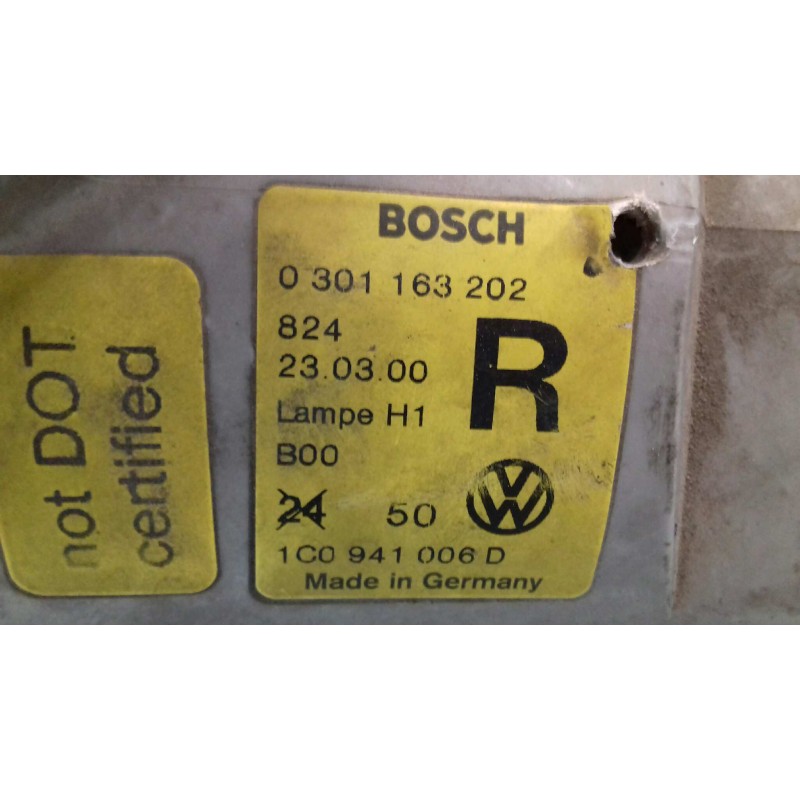 not DOT
certified
BOSCH
0 301 163 202
824
23.03.00
R
Lampe H1
B00
24 50
1C0 941 006 D
Made in Germany